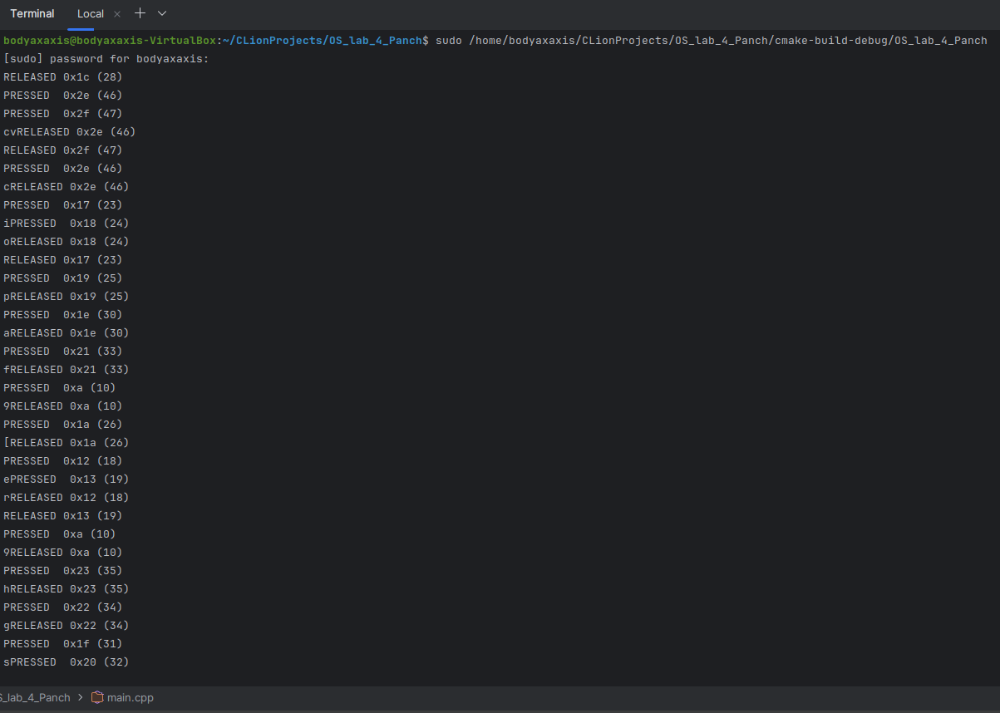 Terminal Local
bodyaxaxis@bodyaxaxis-VirtualBox:~/CLionProjects/OS_lab_4_Panch$ sudo /home/bodyaxaxis/CLionProjects/OS_lab_4_Panch/cmake-build-debug/OS_lab_4_Panch
[sudo] password for bodyaxaxis:
RELEASED 0x1c (28)
PRESSED  0x2e (46)
PRESSED  0x2f (47)
cvRELEASED 0x2e (46)
RELEASED 0x2f (47)
PRESSED  0x2e (46)
cRELEASED 0x2e (46)
PRESSED  0x17 (23)
iPRESSED  0x18 (24)
oRELEASED 0x18 (24)
RELEASED 0x17 (23)
PRESSED  0x19 (25)
pRELEASED 0x19 (25)
PRESSED  0x1e (30)
aRELEASED 0x1e (30)
PRESSED  0x21 (33)
fRELEASED 0x21 (33)
PRESSED  0xa (10)
9RELEASED 0xa (10)
PRESSED  0x1a (26)
[RELEASED 0x1a (26)
PRESSED  0x12 (18)
ePRESSED  0x13 (19)
rRELEASED 0x12 (18)
RELEASED 0x13 (19)
PRESSED  0xa (10)
9RELEASED 0xa (10)
PRESSED  0x23 (35)
hRELEASED 0x23 (35)
PRESSED  0x22 (34)
gRELEASED 0x22 (34)
PRESSED  0x1f (31)
sPRESSED  0x20 (32)
S_lab_4_Panch > main.cpp